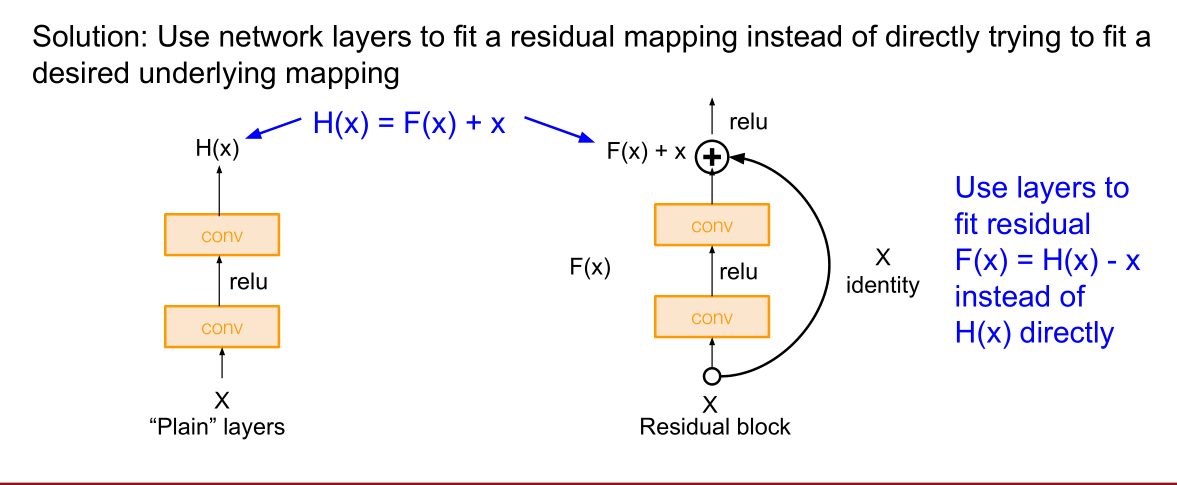 Solution: Use network layers to fit a residual mapping instead of directly trying to fit a
desired underlying mapping
H(x) = F(x) + x
H(x)
conv
relu
conv
X
“Plain” layers
relu
F(x) + x
conv
F(x)
relu
conv
X
identity
X
Residual block
Use layers to
fit residual
F(x) = H(x) - x
instead of
H(x) directly